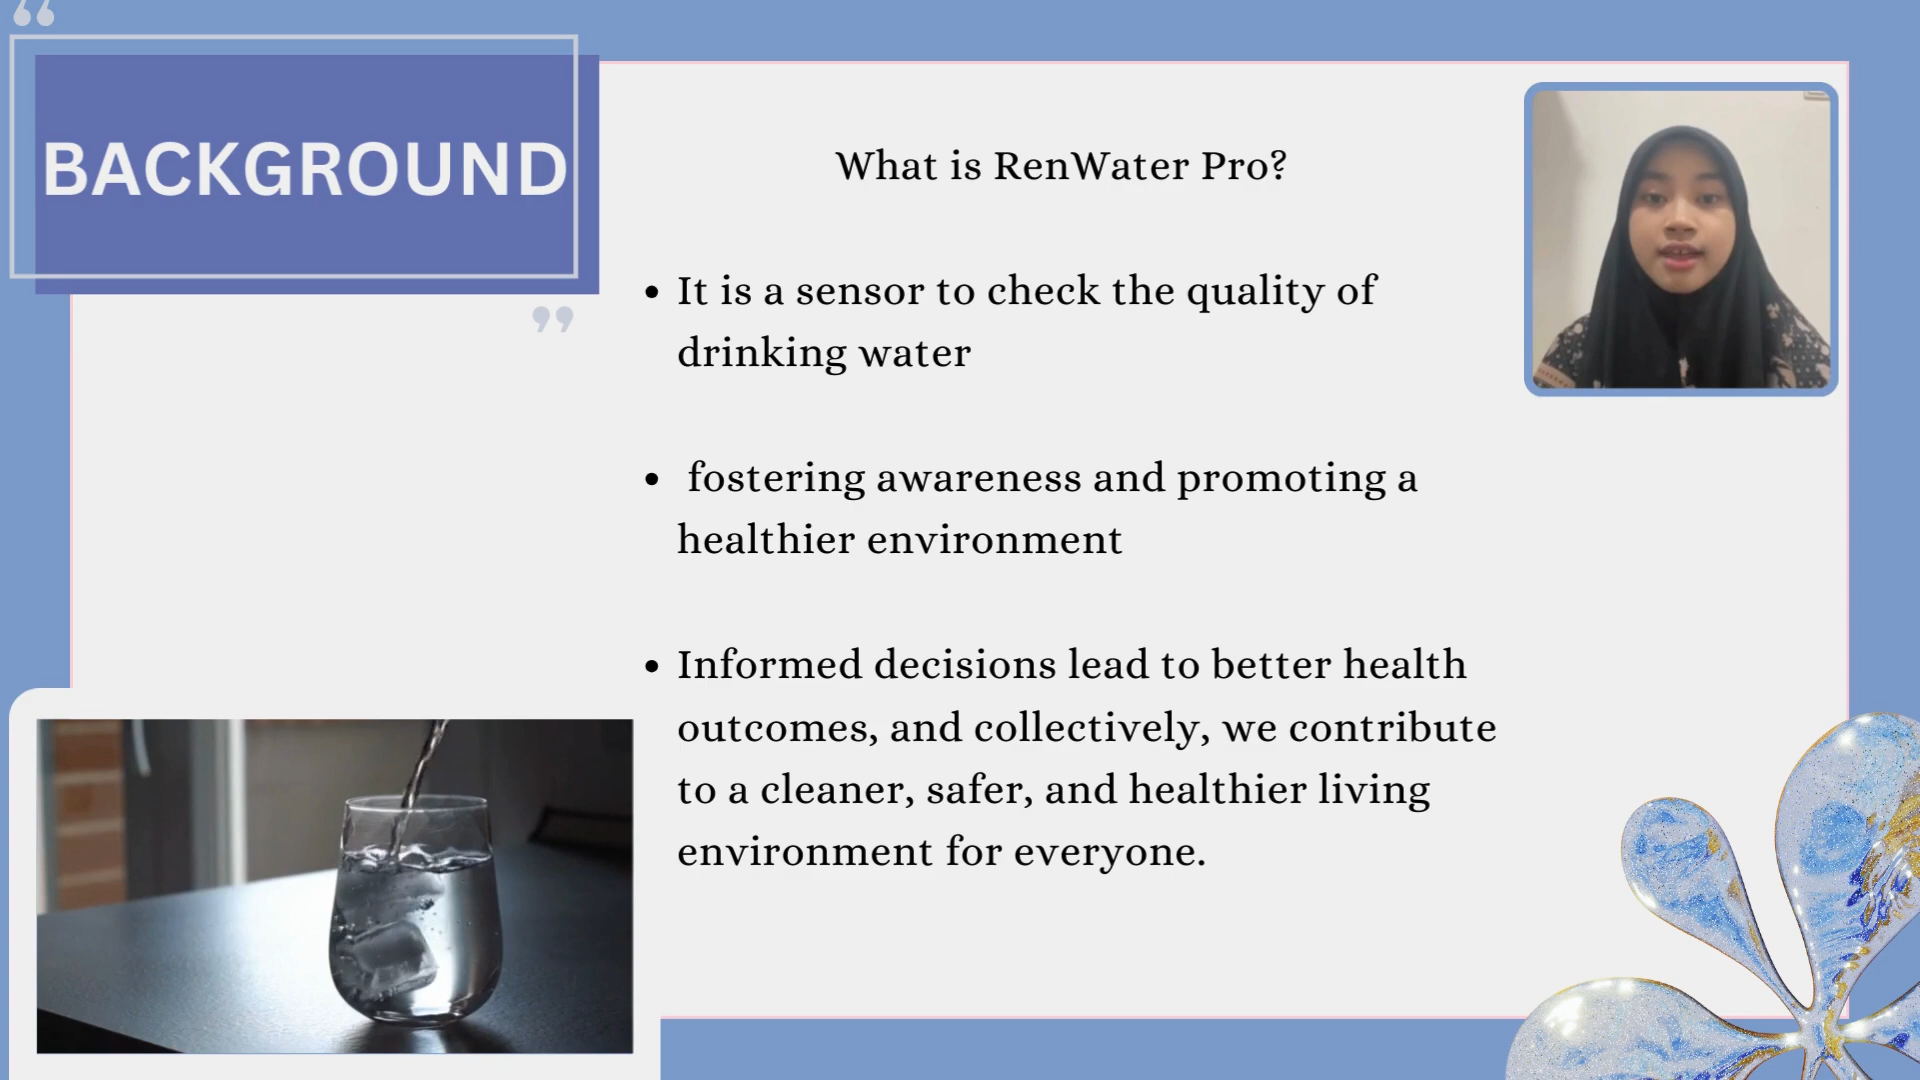 BACKGROUND
What is RenWater Pro?
• It is a sensor to check the quality of
drinking water
• fostering awareness and promoting a
healthier environment
• Informed decisions lead to better health
outcomes, and collectively, we contribute
to a cleaner, safer, and healthier living
environment for everyone.